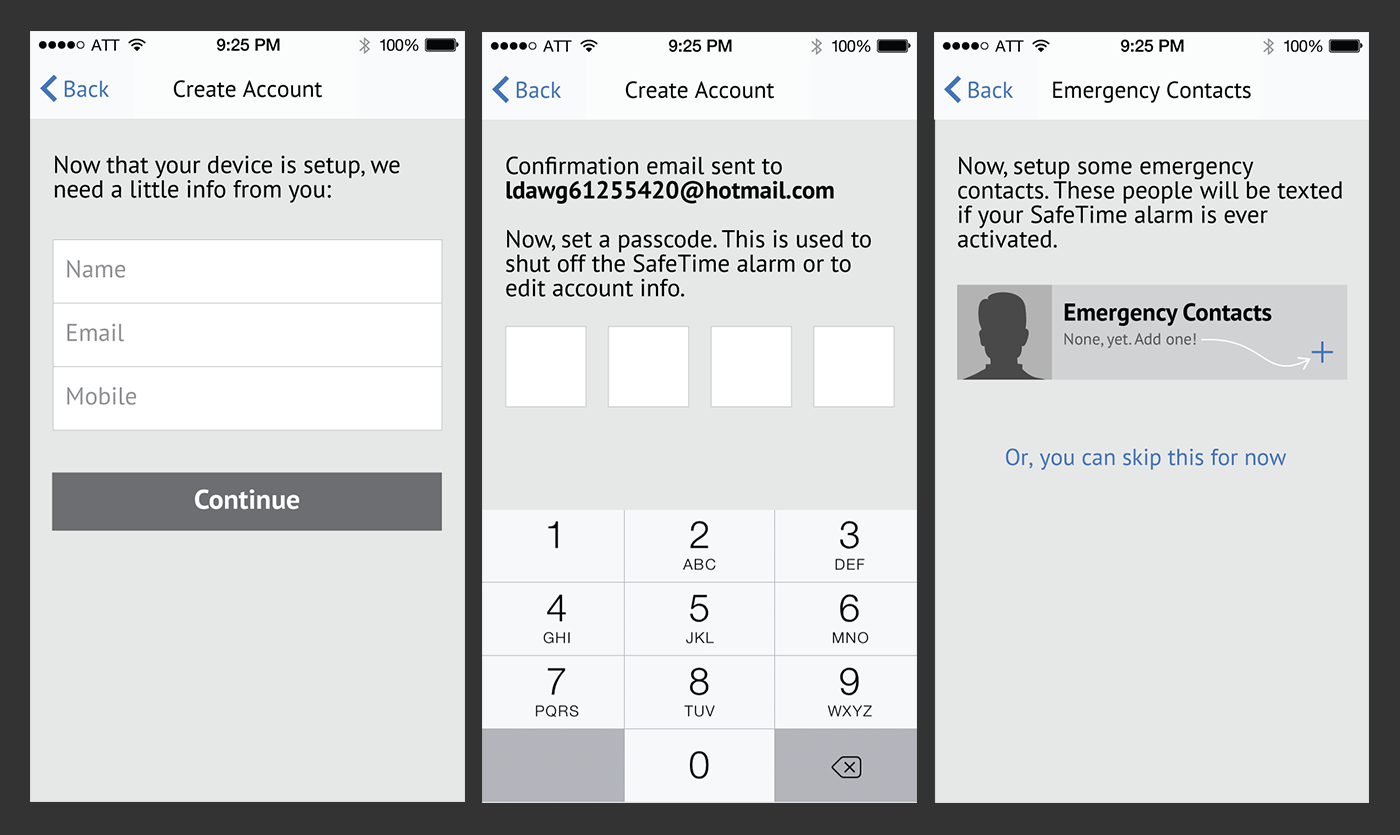 ATT 9:25 PM 100%
Back Create Account
Now that your device is setup, we
need a little info from you:
Name
Email
Mobile
Continue
ATT 9:25 PM 100%
Back Create Account
Confirmation email sent to
ldawg61255420@hotmail.com
Now, set a passcode. This is used to
shut off the SafeTime alarm or to
edit account info.
1 2 3
ABC DEF
4 5 6
GHI JKL MNO
7 8 9
PQRS TUV WXYZ
0
ATT 9:25 PM 100%
Back Emergency Contacts
Now, setup some emergency
contacts. These people will be texted
if your SafeTime alarm is ever
activated.
Emergency Contacts
None, yet. Add one!
Or, you can skip this for now